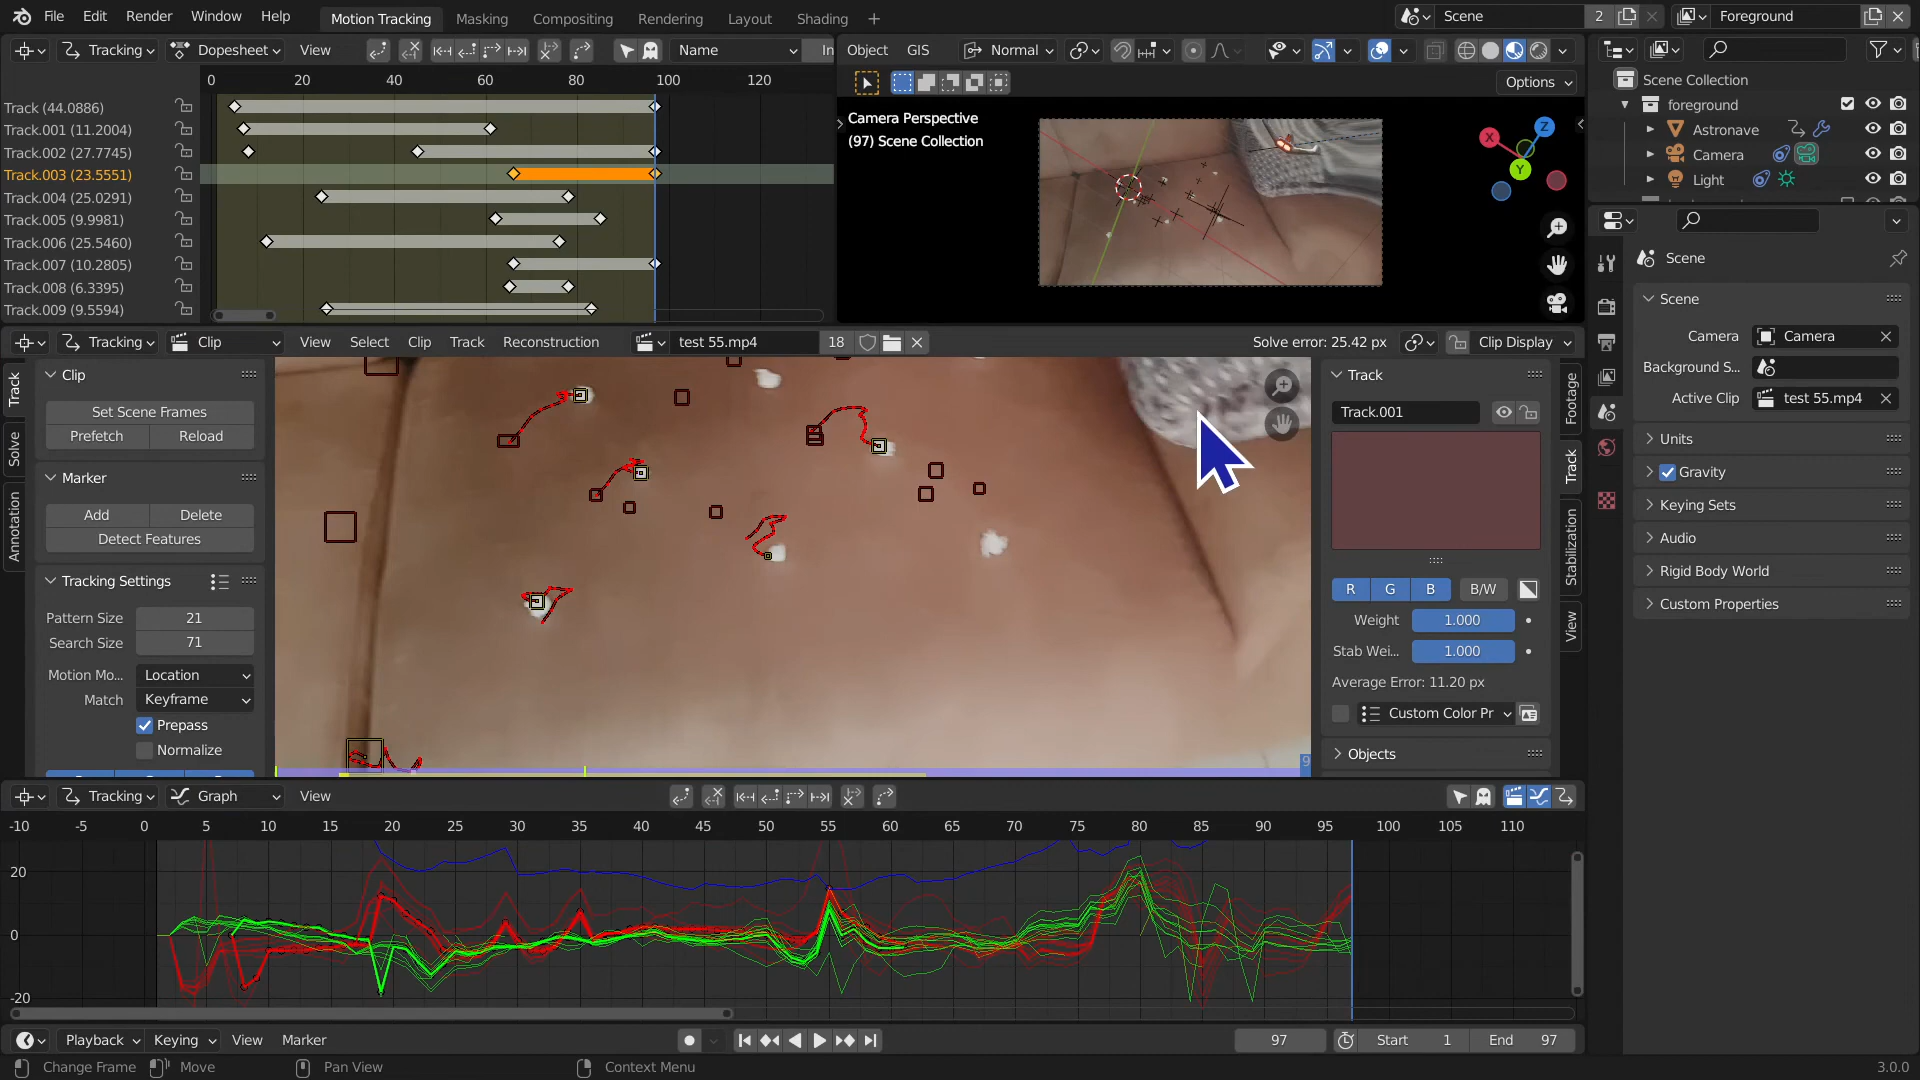 File Edit Render Window Help Motion Tracking Masking Compositing Rendering Layout Shading + Scene 2 Foreground
Tracking Dopesheet View Name In Object GIS Normal
0 20 40 60 80 100 120 Options
Track (44.0886)
Track.001 (11.2004)
Track.002 (27.7745)
Track.003 (23.5551)
Track.004 (25.0291)
Track.005 (9.9981)
Track.006 (25.5460)
Track.007 (10.2805)
Track.008 (6.3395)
Track.009 (9.5594)
Camera Perspective
(97) Scene Collection
X Z Y
Scene Collection
foreground
Astronave
Camera
Light
Scene
Scene
Camera Camera
Background S...
Active Clip test 55.mp4
Units
Gravity
Keying Sets
Audio
Rigid Body World
Custom Properties
Tracking Clip View Select Clip Track Reconstruction test 55.mp4 18 Solve error: 25.42 px Clip Display
Track
Solve
Annotation
Clip
Set Scene Frames
Prefetch Reload
Marker
Add Delete
Detect Features
Tracking Settings
Pattern Size 21
Search Size 71
Motion Mo... Location
Match Keyframe
Prepass
Normalize
9
Track
Track.001
R G B B/W
Weight 1.000
Stab Wei... 1.000
Average Error: 11.20 px
Custom Color Pr
Objects
Footage
Track
Stabilization
View
Tracking Graph View
-10 -5 0 5 10 15 20 25 30 35 40 45 50 55 60 65 70 75 80 85 90 95 100 105 110
20
0
-20
Playback Keying View Marker 97 Start 1 End 97
Change Frame Move Pan View Context Menu 3.0.0